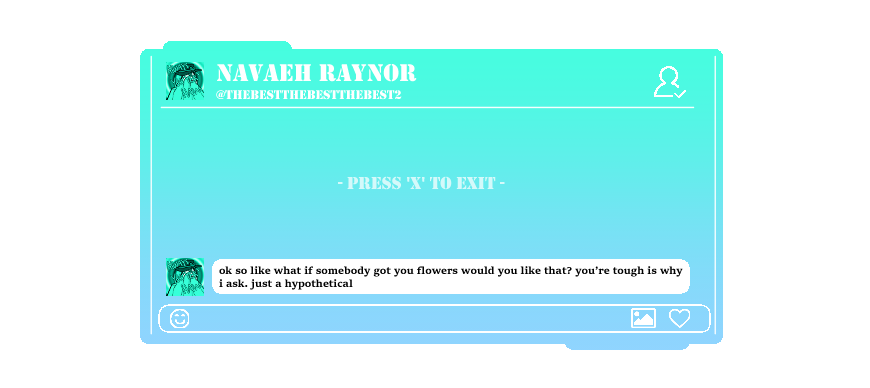 NAVAEH RAYNOR
@THEBESTTHEBESTTHEBEST2
- PRESS 'X' TO EXIT -
ok so like what if somebody got you flowers would you like that? you're tough is why
i ask. just a hypothetical